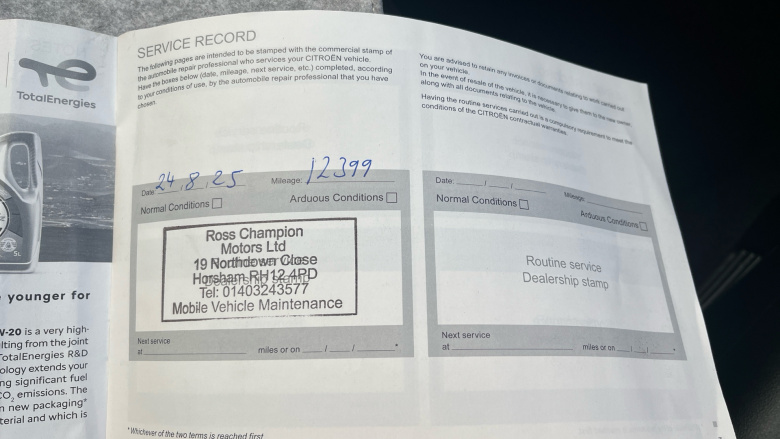 TotalEnergies
5L
younger for
V-20 is a very high-
lting from the joint
TotalEnergies R&D
ology extends your
ng significant fuel
CO₂ emissions. The
n new packaging*
terial and which is
SERVICE RECORD
The following pages are intended to be stamped with the commercial stamp of
the automobile repair professional who services your CITROËN vehicle.
Have the boxes below (date, mileage, next service, etc.) completed, according
to your conditions of use, by the automobile repair professional that you have
chosen.
Date: 24 / 8 / 25 Mileage: 12399
Normal Conditions Arduous Conditions
Ross Champion
Motors Ltd
19 Northdown Close
Horsham RH12 4PD
Tel: 01403243577
Mobile Vehicle Maintenance
Next service
at miles or on / / *
*Whichever of the two terms is reached first
You are advised to retain any invoices or documents relating to work carried out
on your vehicle.
In the event of resale of the vehicle, it is necessary to give them to the new owner
along with all documents relating to the vehicle.
Having the routine services carried out is a compulsory requirement to meet the
conditions of the CITROËN contractual warranties.
Date: / / Mileage:
Normal Conditions Arduous Conditions
Routine service
Dealership stamp
Next service
at miles or on / / *